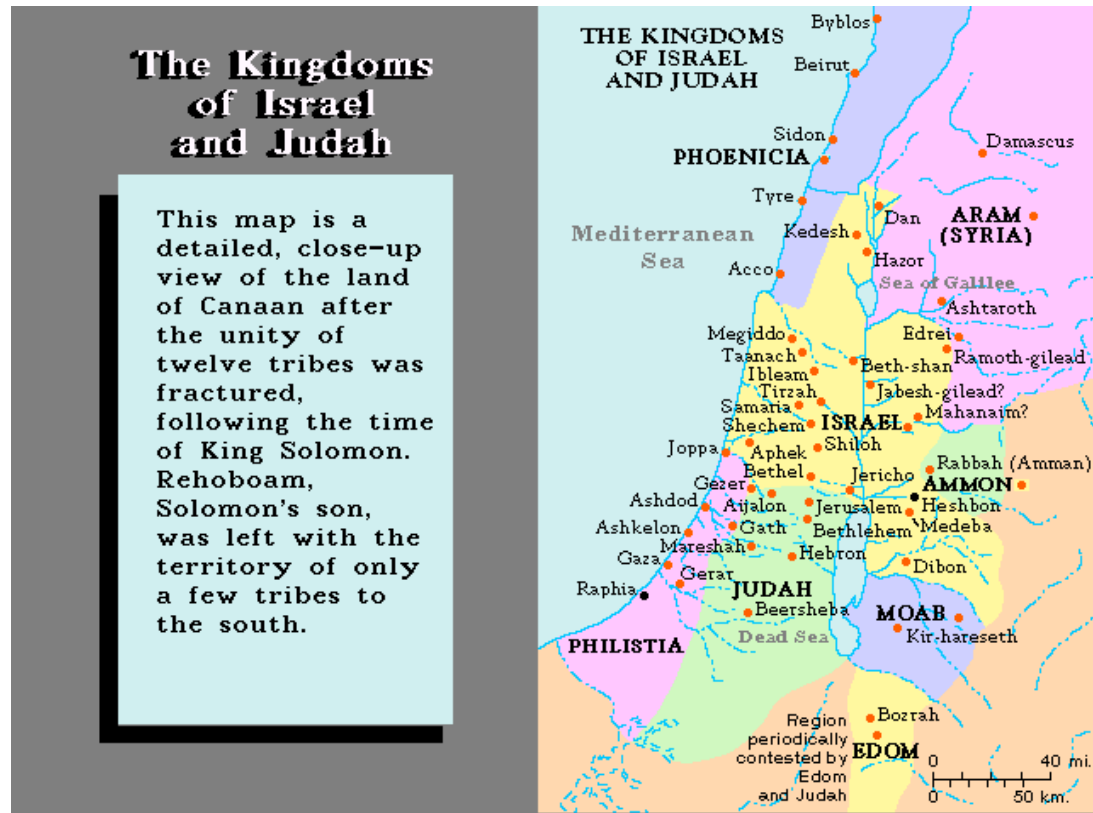 The Kingdoms
of Israel
and Judah
This map is a
detailed, close-up
view of the land
of Canaan after
the unity of
twelve tribes was
fractured,
following the time
of King Solomon.
Rehoboam,
Solomon's son,
was left with the
territory of only
a few tribes to
the south.
THE KINGDOMS
OF ISRAEL
AND JUDAH
Byblos
Beirut
Sidon
PHOENICIA
Damascus
Tyre
Dan
ARAM
(SYRIA)
Kedesh
Mediterranean
Sea
Hazor
Acco
Sea of Galilee
Ashtaroth
Megiddo
Edrei
Taanach
Ramoth-gilead
Ibleam
Beth-shan
Tirzah
Jabesh-gilead?
Samaria
Mahanaim?
Shechem
ISRAEL
Joppa
Aphek
Shiloh
Bethel
Jericho
Rabbah (Amman)
Gezer
AMMON
Ashdod
Aijalon
Jerusalem
Heshbon
Ashkelon
Gath
Bethlehem
Medeba
Mareshah
Hebron
Gaza
Gerar
Dibon
Raphia
JUDAH
Beersheba
MOAB
PHILISTIA
Dead Sea
Kir-hareseth
Bozrah
Region
periodically
contested by
Edom
and Judah
EDOM
0 40 mi.
0 50 km.